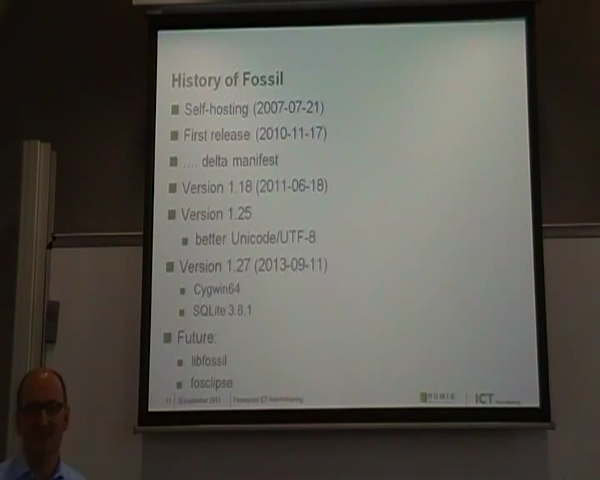 History of Fossil
Self-hosting (2007-07-21)
First release (2010-11-17)
.... delta manifest
Version 1.18 (2011-06-18)
Version 1.25
better Unicode/UTF-8
Version 1.27 (2013-09-11)
Cygwin64
SQLite 3.8.1
Future:
libfossil
fosclipse
ICT